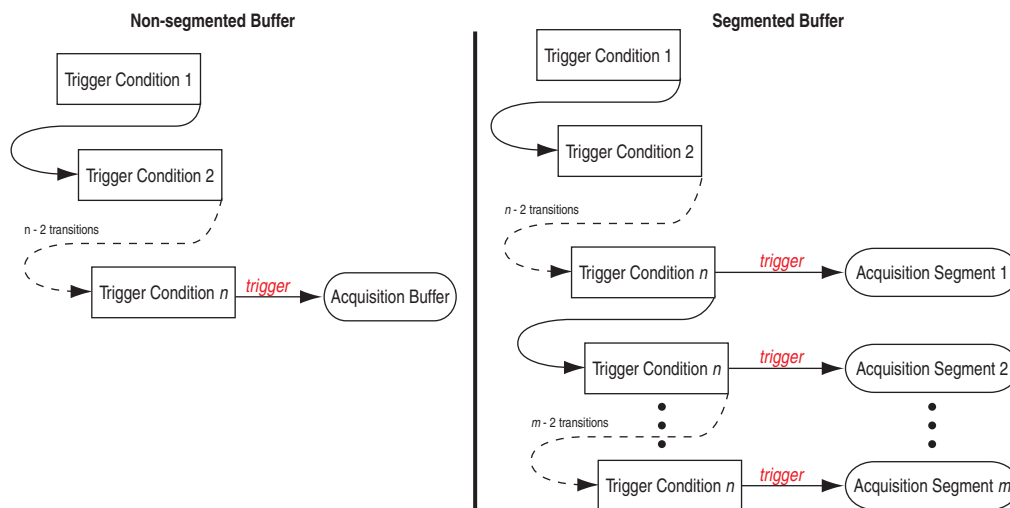 Non-segmented Buffer
Trigger Condition 1
Trigger Condition 2
n - 2 transitions
Trigger Condition n
trigger
Acquisition Buffer
Segmented Buffer
Trigger Condition 1
Trigger Condition 2
n - 2 transitions
Trigger Condition n
trigger
Acquisition Segment 1
Trigger Condition n
trigger
Acquisition Segment 2
m - 2 transitions
Trigger Condition n
trigger
Acquisition Segment m